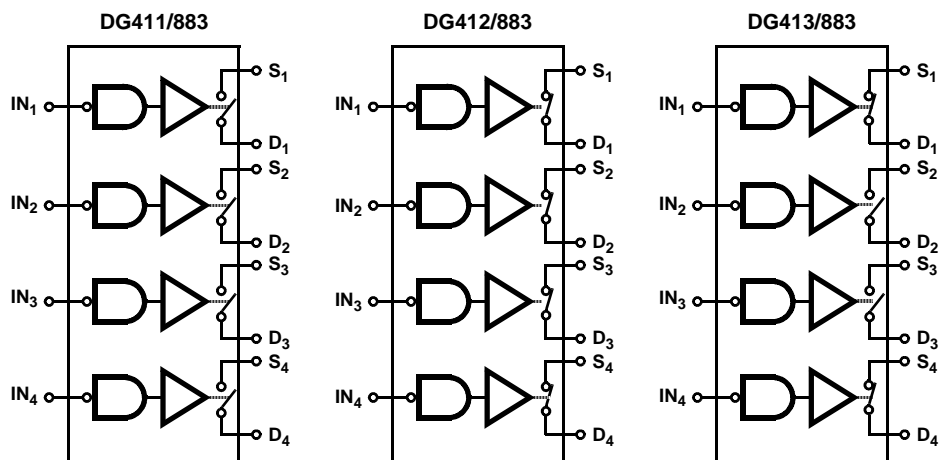 DG411/883
S1
IN1
D1
S2
IN2
D2
S3
IN3
D3
S4
IN4
D4
DG412/883
S1
IN1
D1
S2
IN2
D2
S3
IN3
D3
S4
IN4
D4
DG413/883
S1
IN1
D1
S2
IN2
D2
S3
IN3
D3
S4
IN4
D4